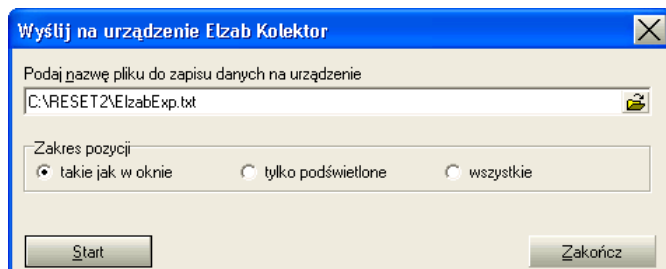 Wyślij na urządzenie Elzab Kolektor
Podaj nazwę pliku do zapisu danych na urządzenie
C:\RESET2\ElzabExp.txt
Zakres pozycji
takie jak w oknie tylko podświetlone wszystkie
Start Zakończ